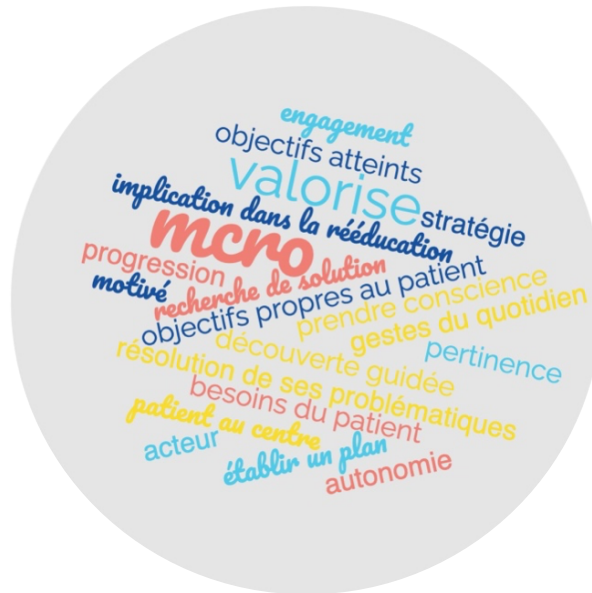 engagement
objectifs atteints
valorise
stratégie
implication dans la rééducation
mcro
progression
motivé
recherche de solution
objectifs propres au patient
prendre conscience
gestes du quotidien
découverte guidée
pertinence
résolution de ses problématiques
besoins du patient
patient au centre
acteur
établir un plan
autonomie